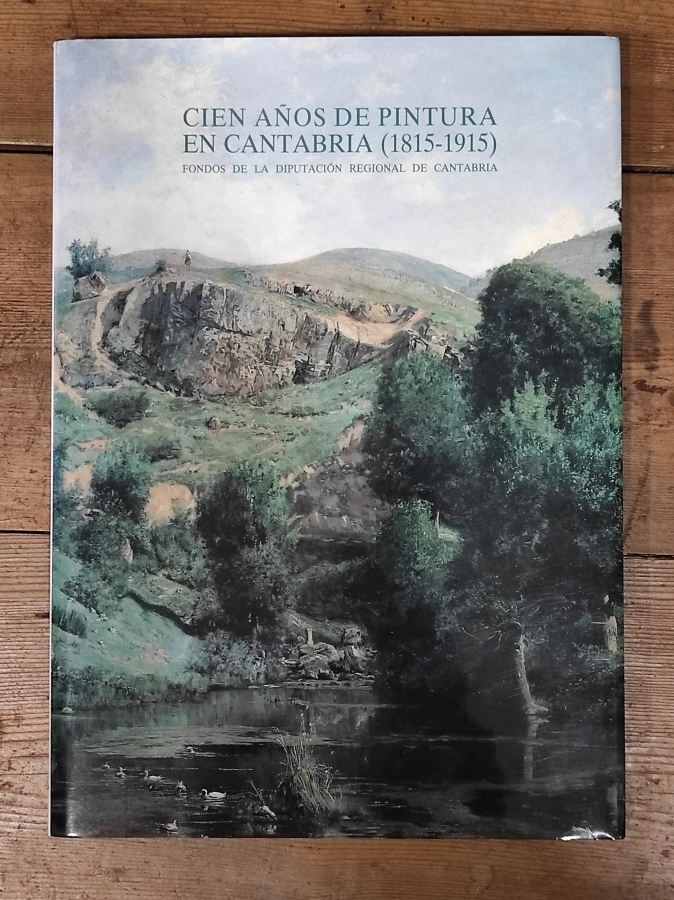 CIEN AÑOS DE PINTURA
EN CANTABRIA (1815-1915)
FONDOS DE LA DIPUTACIÓN REGIONAL DE CANTABRIA